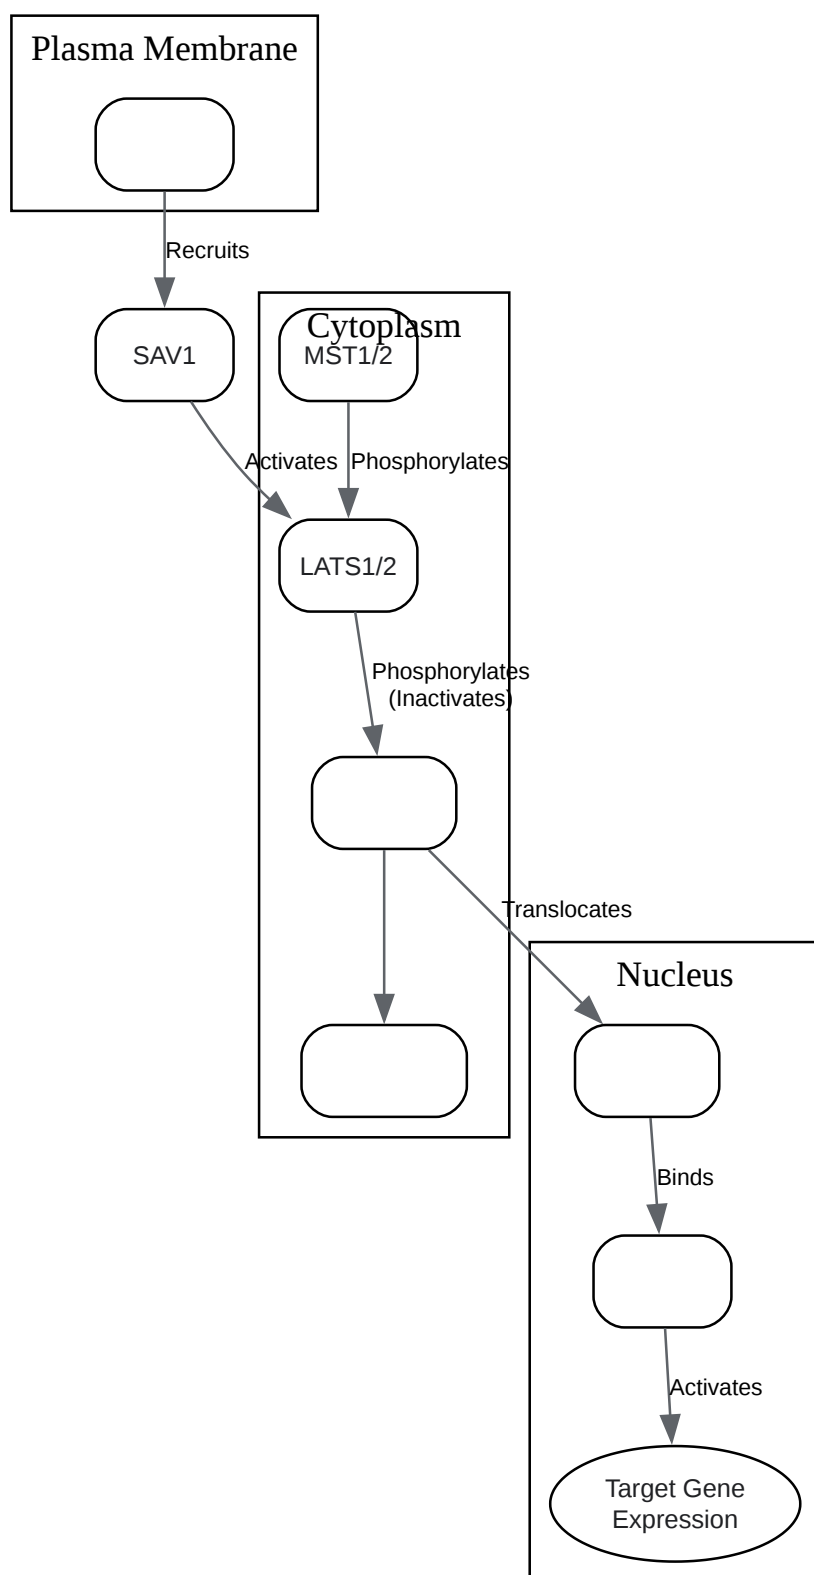 Plasma Membrane
Recruits
SAV1
Cytoplasm
MST1/2
Activates
Phosphorylates
LATS1/2
Phosphorylates
(Inactivates)
Translocates
Nucleus
Binds
Activates
Target Gene
Expression